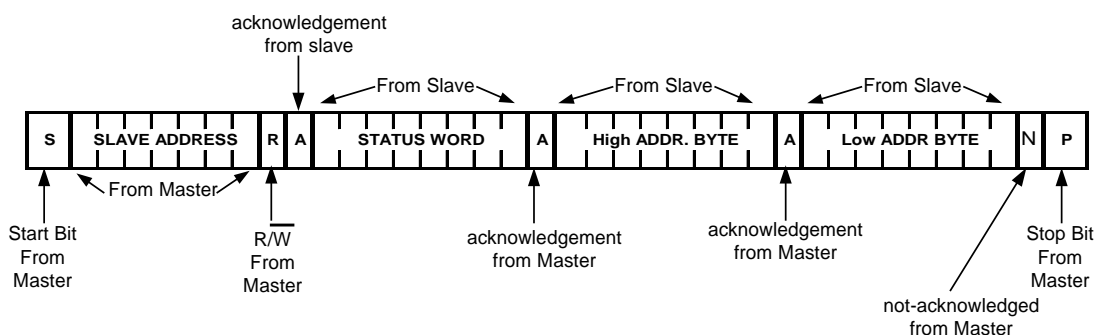 acknowledgement
from slave
From Slave
From Slave
From Slave
S SLAVE ADDRESS R A STATUS WORD A High ADDR. BYTE A Low ADDR BYTE N P
From Master
Start Bit
From
Master
R/W̅
From
Master
acknowledgement
from Master
acknowledgement
from Master
Stop Bit
From
Master
not-acknowledged
from Master